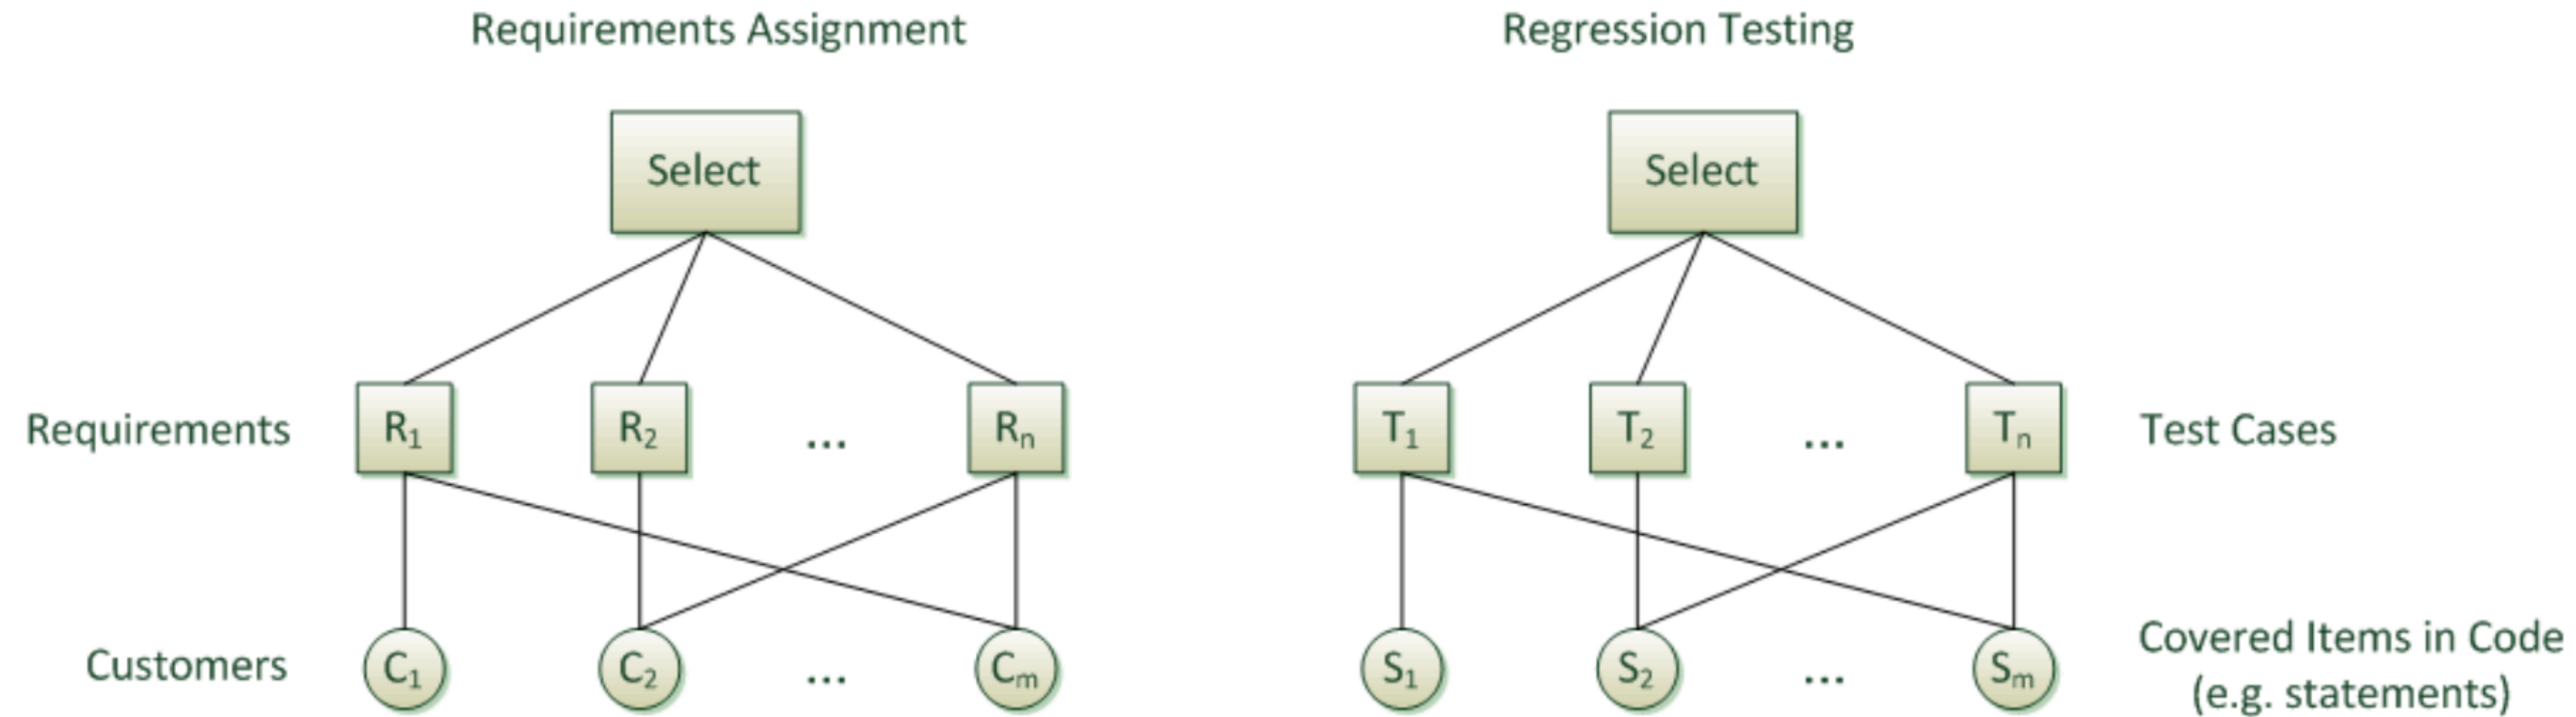 Requirements Assignment
Select
Requirements R₁ R₂ ... Rₙ
Customers C₁ C₂ ... Cₘ
Regression Testing
Select
T₁ T₂ ... Tₙ Test Cases
S₁ S₂ ... Sₘ Covered Items in Code
(e.g. statements)